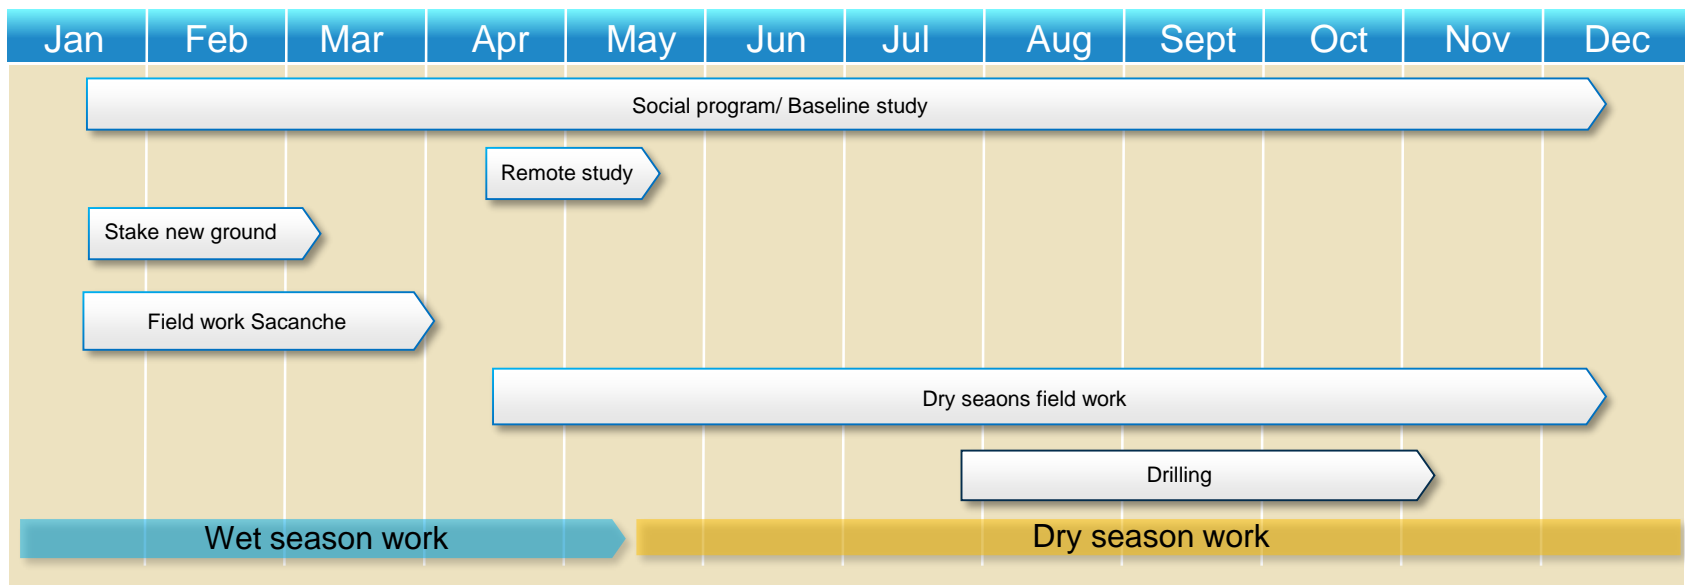 Jan Feb Mar Apr May Jun Jul Aug Sept Oct Nov Dec
Social program/ Baseline study
Remote study
Stake new ground
Field work Sacanche
Dry seaons field work
Drilling
Wet season work
Dry season work